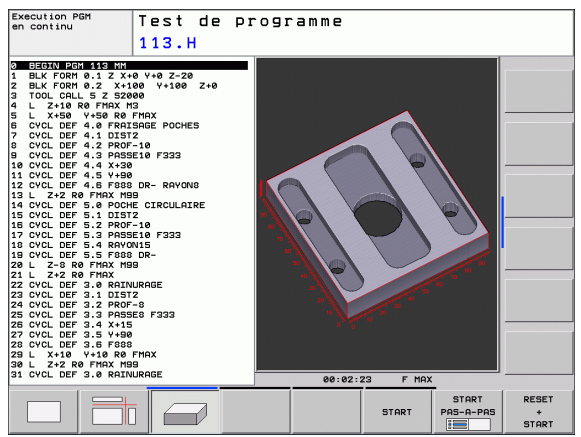 Execution PGM
en continu
Test de programme
113.H
0 BEGIN PGM 113 MM
1 BLK FORM 0.1 Z X+0 Y+0 Z-20
2 BLK FORM 0.2 X+100 Y+100 Z+0
3 TOOL CALL 5 Z S2000
4 L Z+10 R0 FMAX M3
5 L X+50 Y+50 R0 FMAX
6 CYCL DEF 4.0 FRAISAGE POCHES
7 CYCL DEF 4.1 DIST2
8 CYCL DEF 4.2 PROF-10
9 CYCL DEF 4.3 PASSE10 F333
10 CYCL DEF 4.4 X+30
11 CYCL DEF 4.5 Y+90
12 CYCL DEF 4.6 F888 DR- RAYON8
13 L Z+2 R0 FMAX M99
14 CYCL DEF 5.0 POCHE CIRCULAIRE
15 CYCL DEF 5.1 DIST2
16 CYCL DEF 5.2 PROF-10
17 CYCL DEF 5.3 PASSE10 F333
18 CYCL DEF 5.4 RAYON15
19 CYCL DEF 5.5 F888 DR-
20 L Z-8 R0 FMAX M99
21 L Z+2 R0 FMAX
22 CYCL DEF 3.0 RAINURAGE
23 CYCL DEF 3.1 DIST2
24 CYCL DEF 3.2 PROF-8
25 CYCL DEF 3.3 PASSE8 F333
26 CYCL DEF 3.4 X+15
27 CYCL DEF 3.5 Y+90
28 CYCL DEF 3.6 F888
29 L X+10 Y+10 R0 FMAX
30 L Z+2 R0 FMAX M99
31 CYCL DEF 3.0 RAINURAGE
00:02:23 F MAX
START
START
PAS-A-PAS
RESET
+
START